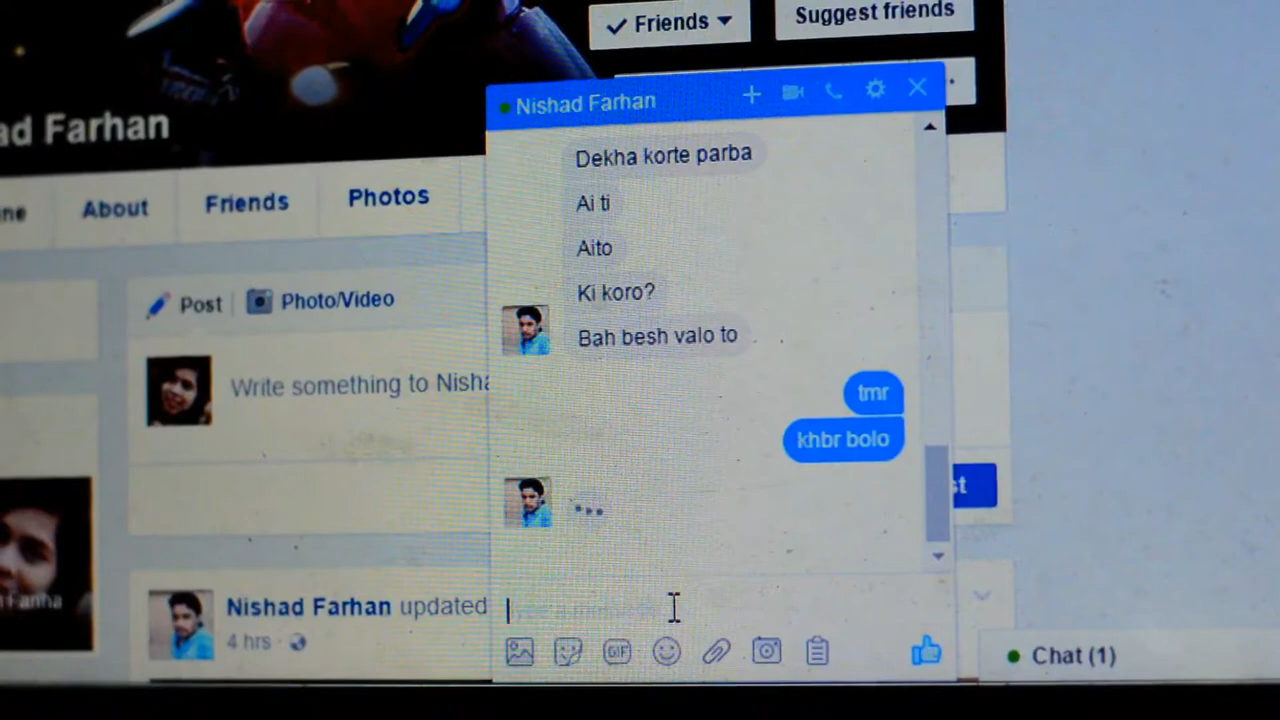 Friends
Suggest friends
ad Farhan
Nishad Farhan
ne
About
Friends
Photos
Dekha korte parba
Ai ti
Aito
Ki koro?
Bah besh valo to
Post
Photo/Video
Write something to Nisha
tmr
khbr bolo
st
Nishad Farhan updated
4 hrs
GIF
Chat (1)